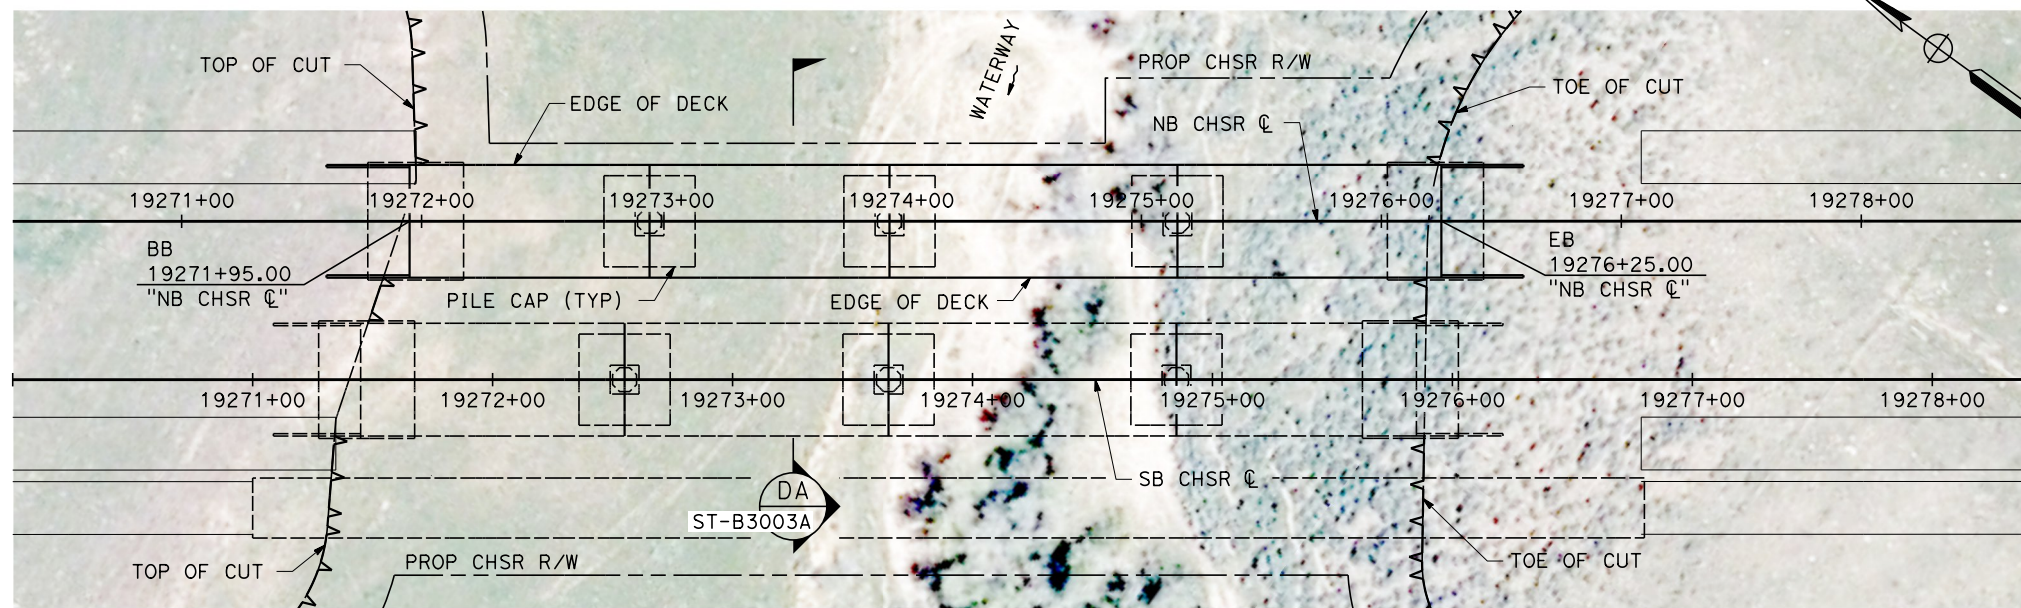 WATERWAY
PROP CHSR R/W
TOP OF CUT
TOE OF CUT
EDGE OF DECK
NB CHSR ℄
19271+00 19272+00 19273+00 19274+00 19275+00 19276+00 19277+00 19278+00
BB
19271+95.00
"NB CHSR ℄"
EB
19276+25.00
"NB CHSR ℄"
PILE CAP (TYP)
EDGE OF DECK
19271+00 19272+00 19273+00 19274+00 19275+00 19276+00 19277+00 19278+00
SB CHSR ℄
DA
ST-B3003A
TOP OF CUT
PROP CHSR R/W
TOE OF CUT